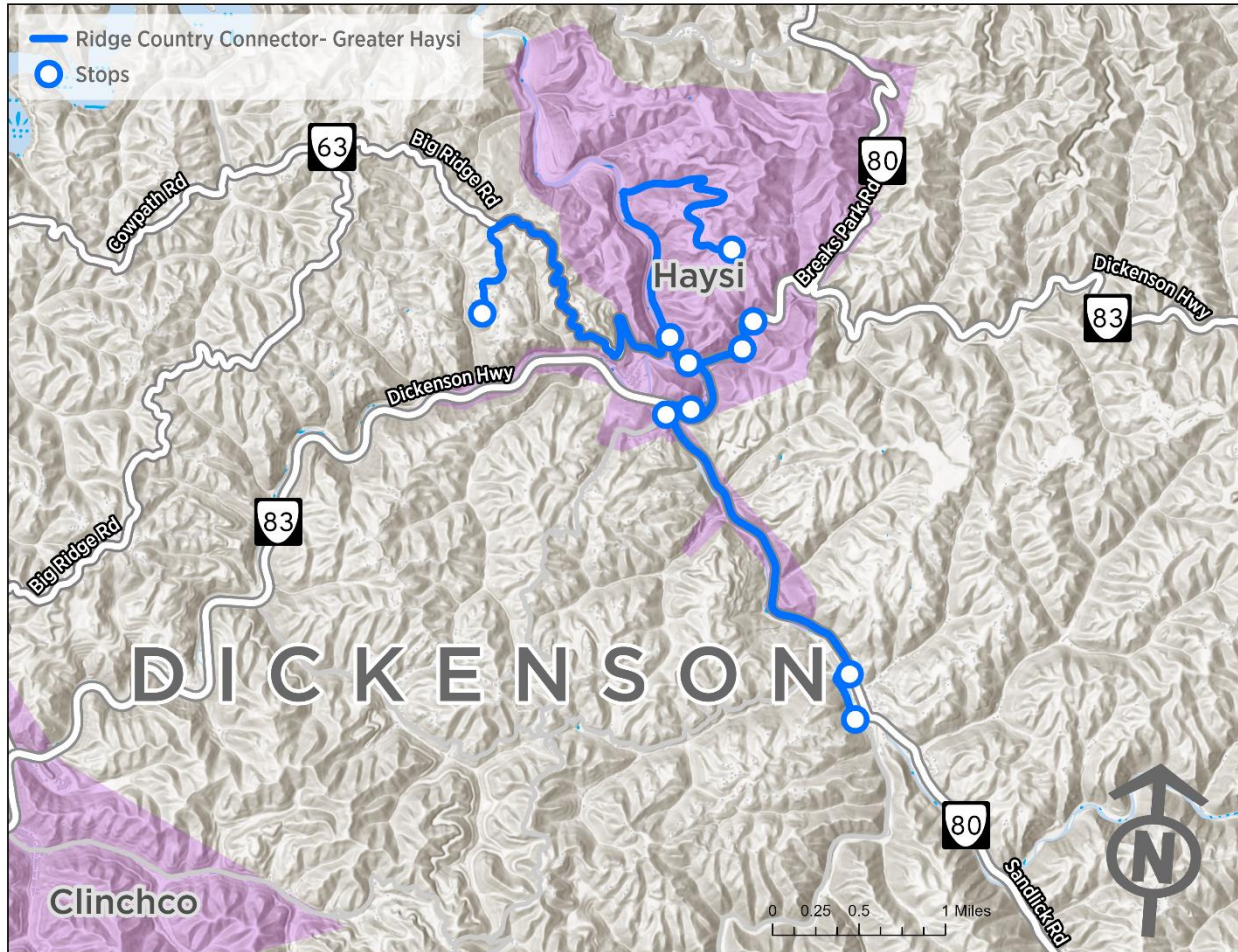 Ridge Country Connector- Greater Haysi
Stops
63
Big Ridge Rd
80
Cowpath Rd
Breaks Park Rd
Haysi
Dickenson Hwy
83
Dickenson Hwy
83
Big Ridge Rd
DICKENSON
80
Sandlick Rd
N
Clinchco
0 0.25 0.5 1 Miles